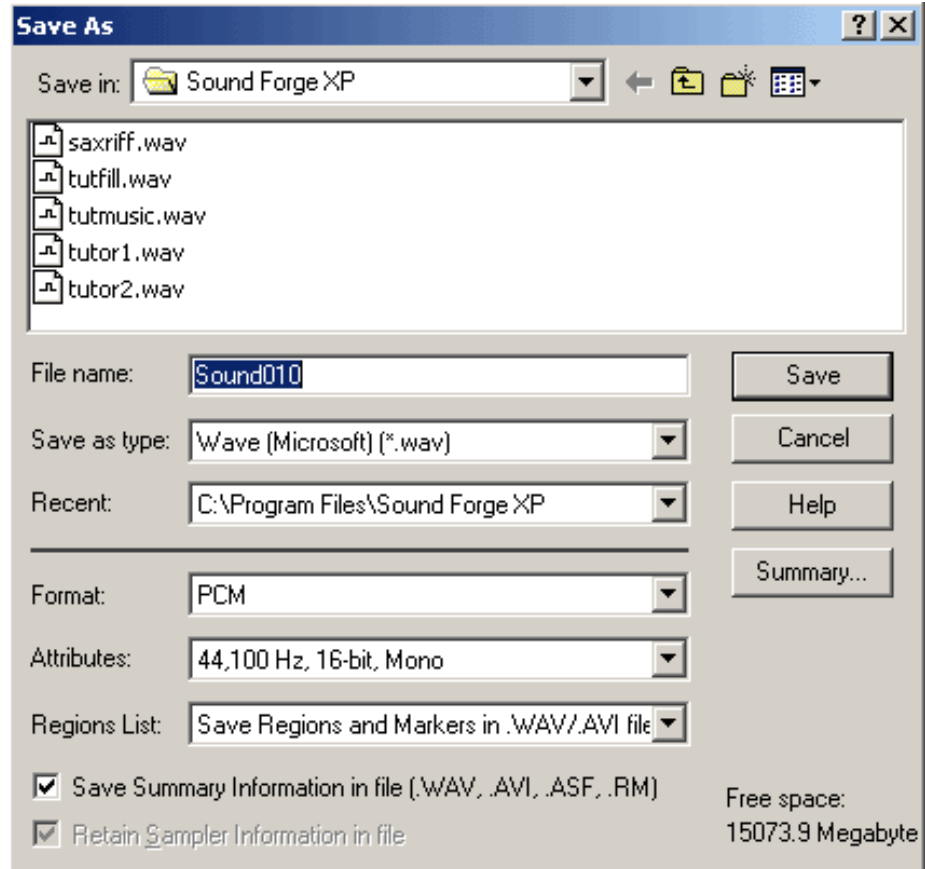 Save As
Save in: Sound Forge XP
saxriff.wav
tutfill.wav
tutmusic.wav
tutor1.wav
tutor2.wav
File name: Sound010 Save
Save as type: Wave (Microsoft) (*.wav) Cancel
Recent: C:\Program Files\Sound Forge XP Help
Summary...
Format: PCM
Attributes: 44,100 Hz, 16-bit, Mono
Regions List: Save Regions and Markers in .WAV/.AVI file
Save Summary Information in file (.WAV, .AVI, .ASF, .RM)
Retain Sampler Information in file
Free space:
15073.9 Megabyte